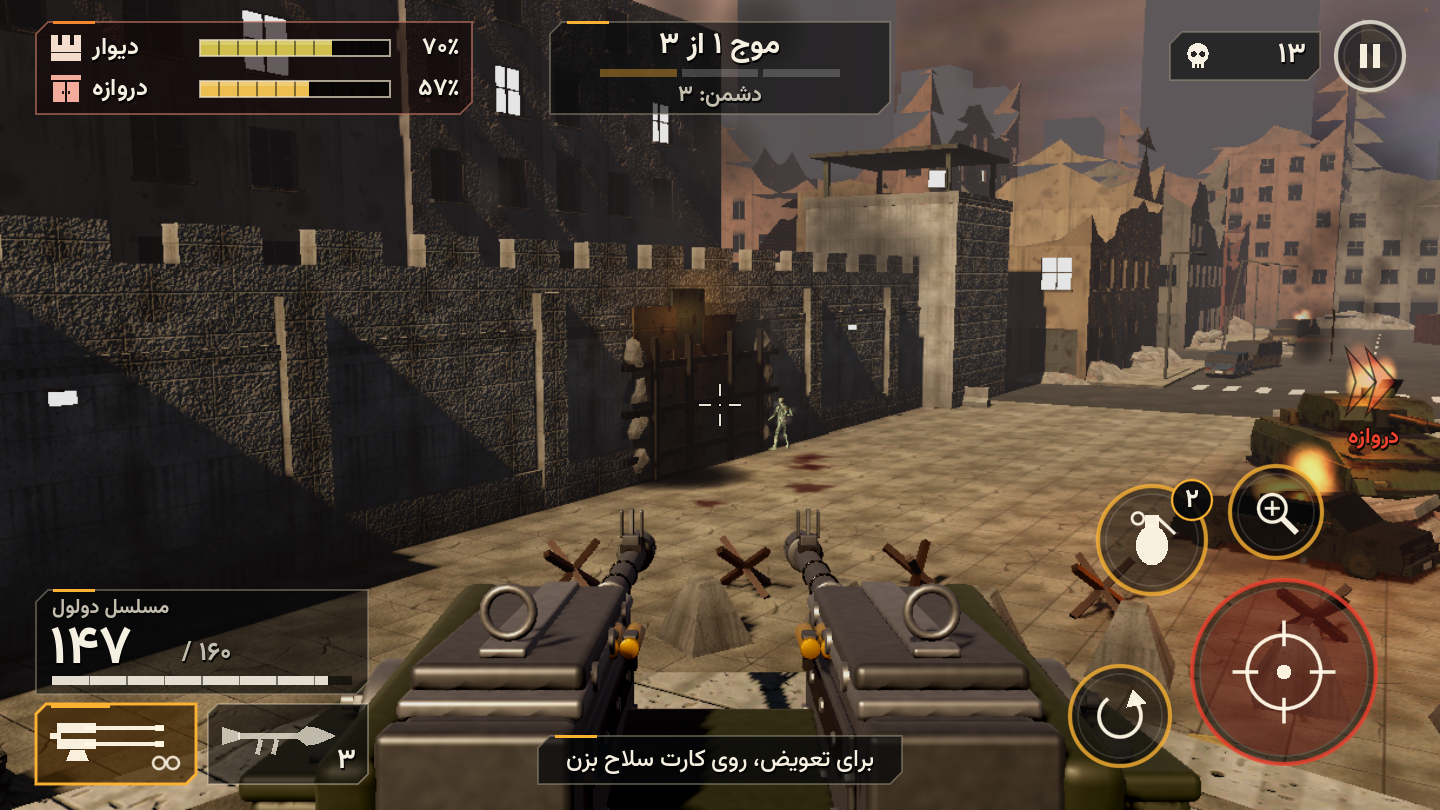 دیوار ۷۰٪
دروازه ۵۷٪
موج ۱ از ۳
دشمن: ۳
۱۳
دروازه
۲
مسلسل دولول
۱۴۷ / ۱۶۰
∞
۳
برای تعویض، روی کارت سلاح بزن